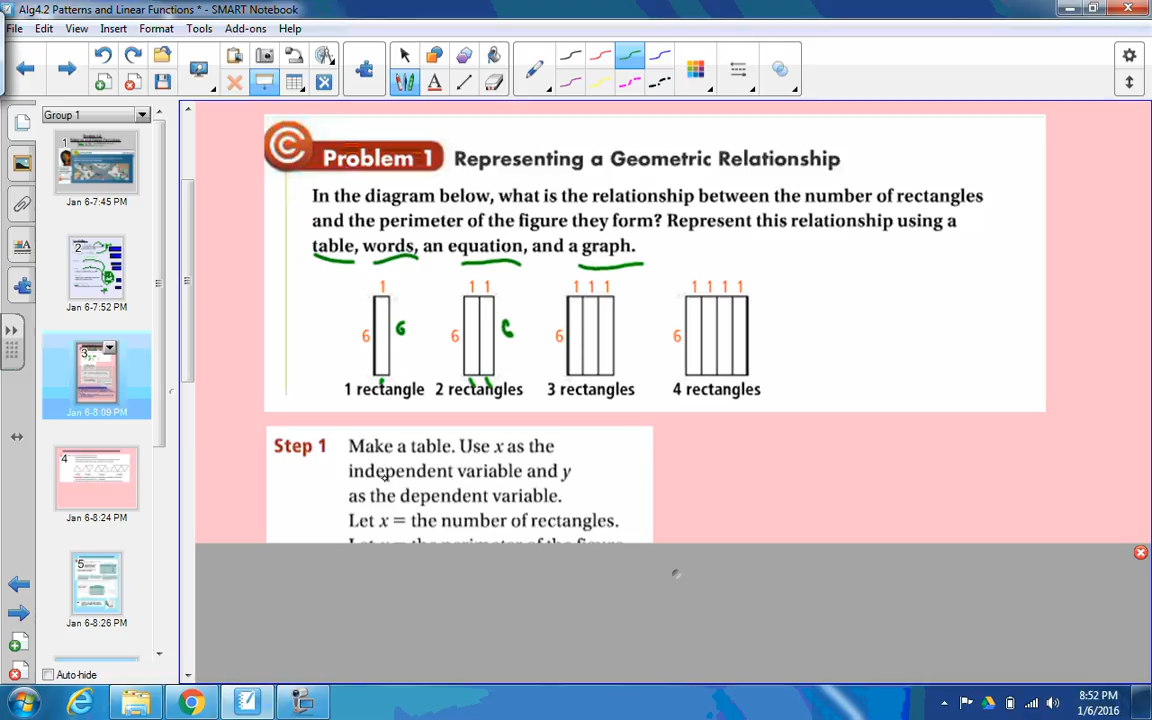 Alg4.2 Patterns and Linear Functions * - SMART Notebook
File Edit View Insert Format Tools Add-ons Help
Group 1
1
Jan 6-7:45 PM
2
Jan 6-7:52 PM
3
Jan 6-8:09 PM
4
Jan 6-8:24 PM
5
Jan 6-8:26 PM
Auto-hide
C Problem 1 Representing a Geometric Relationship
In the diagram below, what is the relationship between the number of rectangles
and the perimeter of the figure they form? Represent this relationship using a
table, words, an equation, and a graph.
1 1 1 1 1 1 1 1 1 1
6 6 6 6 6 6
1 rectangle 2 rectangles 3 rectangles 4 rectangles
Step 1 Make a table. Use x as the
independent variable and y
as the dependent variable.
Let x = the number of rectangles.
8:52 PM
1/6/2016